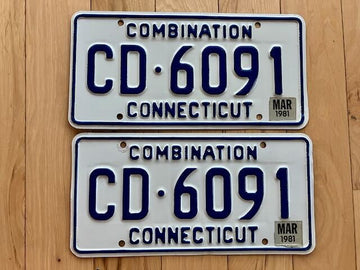 COMBINATION
CD·6091
CONNECTICUT
MAR
1981
COMBINATION
CD·6091
CONNECTICUT
MAR
1981